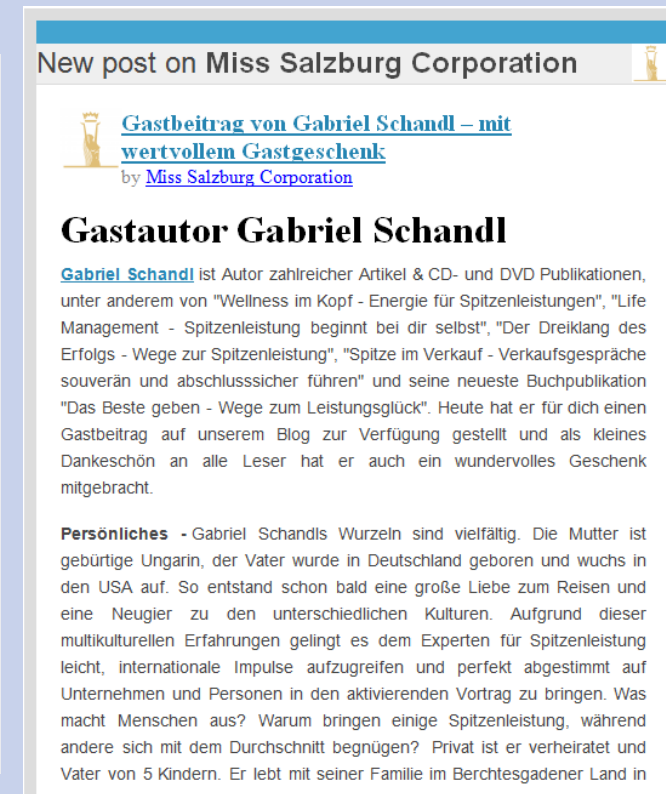 New post on Miss Salzburg Corporation
Gastbeitrag von Gabriel Schandl – mit
wertvollem Gastgeschenk
by Miss Salzburg Corporation
Gastautor Gabriel Schandl
Gabriel Schandl ist Autor zahlreicher Artikel & CD- und DVD Publikationen,
unter anderem von "Wellness im Kopf - Energie für Spitzenleistungen", "Life
Management - Spitzenleistung beginnt bei dir selbst", "Der Dreiklang des
Erfolgs - Wege zur Spitzenleistung", "Spitze im Verkauf - Verkaufsgespräche
souverän und abschlusssicher führen" und seine neueste Buchpublikation
"Das Beste geben - Wege zum Leistungsglück". Heute hat er für dich einen
Gastbeitrag auf unserem Blog zur Verfügung gestellt und als kleines
Dankeschön an alle Leser hat er auch ein wundervolles Geschenk
mitgebracht.
Persönliches - Gabriel Schandls Wurzeln sind vielfältig. Die Mutter ist
gebürtige Ungarin, der Vater wurde in Deutschland geboren und wuchs in
den USA auf. So entstand schon bald eine große Liebe zum Reisen und
eine Neugier zu den unterschiedlichen Kulturen. Aufgrund dieser
multikulturellen Erfahrungen gelingt es dem Experten für Spitzenleistung
leicht, internationale Impulse aufzugreifen und perfekt abgestimmt auf
Unternehmen und Personen in den aktivierenden Vortrag zu bringen. Was
macht Menschen aus? Warum bringen einige Spitzenleistung, während
andere sich mit dem Durchschnitt begnügen? Privat ist er verheiratet und
Vater von 5 Kindern. Er lebt mit seiner Familie im Berchtesgadener Land in